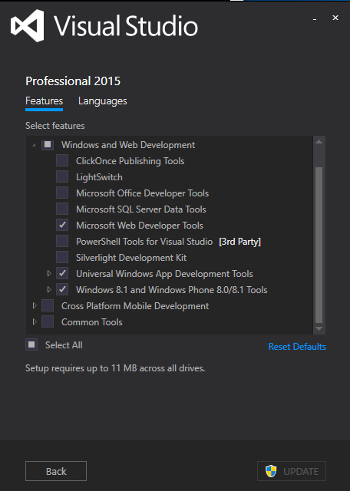 Visual Studio
Professional 2015
Features Languages
Select features
Windows and Web Development
ClickOnce Publishing Tools
LightSwitch
Microsoft Office Developer Tools
Microsoft SQL Server Data Tools
Microsoft Web Developer Tools
PowerShell Tools for Visual Studio [3rd Party]
Silverlight Development Kit
Universal Windows App Development Tools
Windows 8.1 and Windows Phone 8.0/8.1 Tools
Cross Platform Mobile Development
Common Tools
Select All Reset Defaults
Setup requires up to 11 MB across all drives.
Back UPDATE